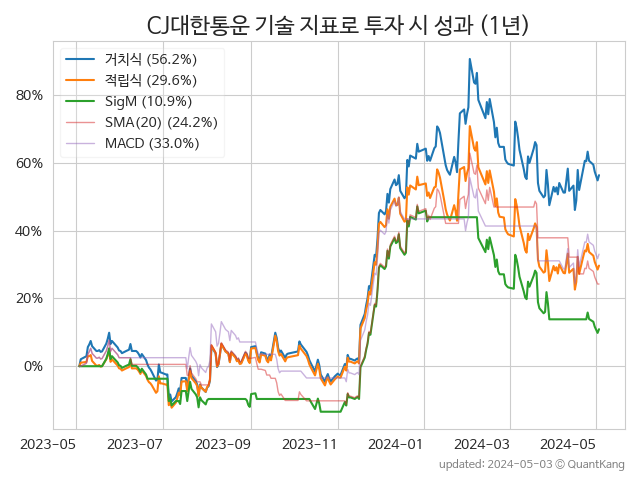 CJ대한통운 기술 지표로 투자 시 성과 (1년)
거치식 (56.2%)
적립식 (29.6%)
SigM (10.9%)
SMA(20) (24.2%)
MACD (33.0%)
80%
60%
40%
20%
0%
2023-05 2023-07 2023-09 2023-11 2024-01 2024-03 2024-05
updated: 2024-05-03 © QuantKang